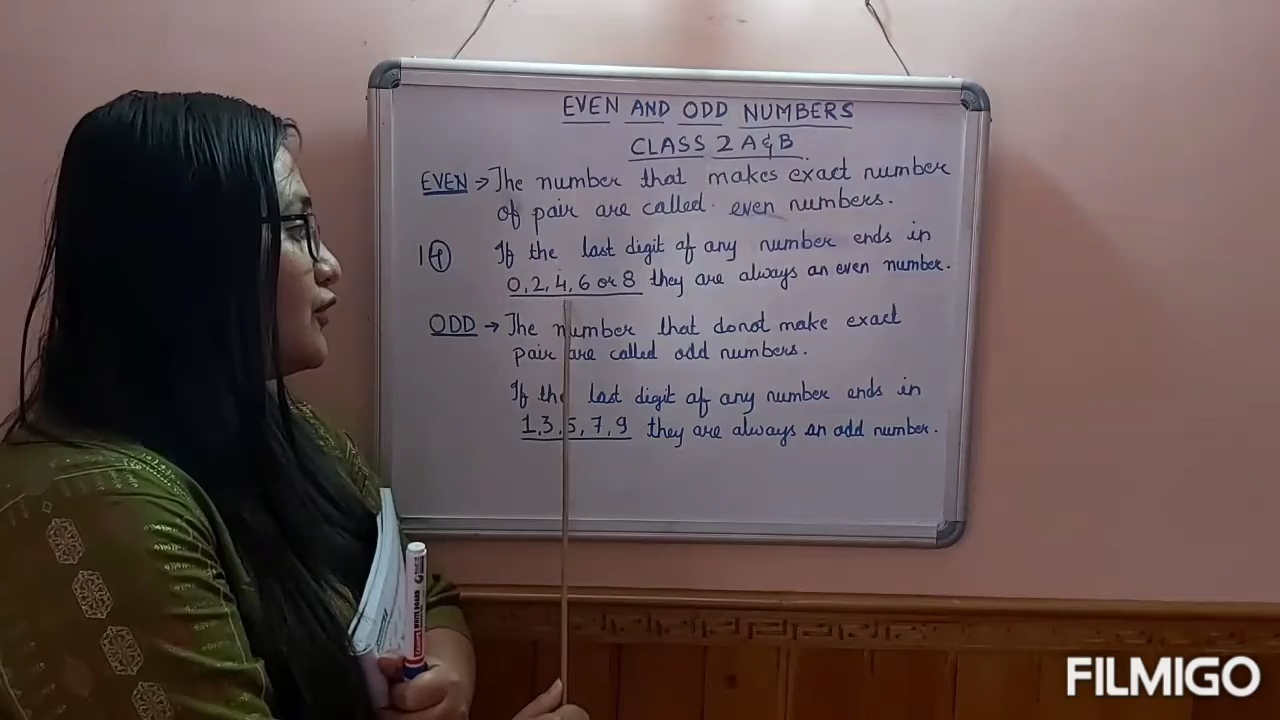 EVEN AND ODD NUMBERS
CLASS 2 A & B
EVEN → The number that makes exact number
of pair are called even numbers.
14 If the last digit of any number ends in
0, 2, 4, 6 or 8 they are always an even number.
ODD → The number that donot make exact
pair are called odd numbers.
If the last digit of any number ends in
1,3,5,7,9 they are always an odd number.
WHITE BOARD
FILMIGO